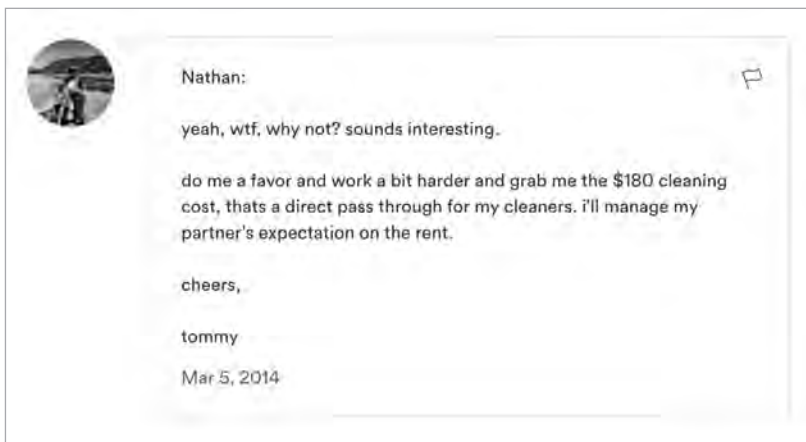 Nathan:
yeah, wtf, why not? sounds interesting.
do me a favor and work a bit harder and grab me the $180 cleaning
cost, thats a direct pass through for my cleaners. i'll manage my
partner's expectation on the rent.
cheers,
tommy
Mar 5, 2014